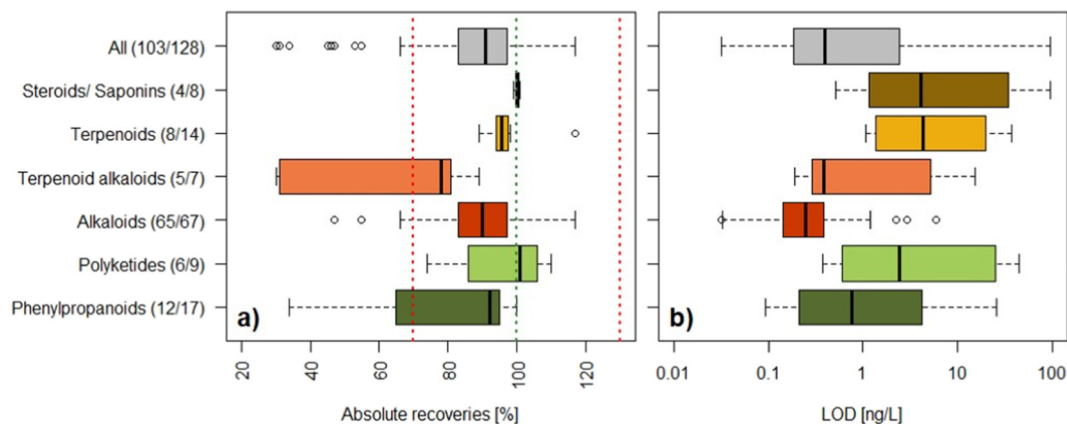 All (103/128)
Steroids/ Saponins (4/8)
Terpenoids (8/14)
Terpenoid alkaloids (5/7)
Alkaloids (65/67)
Polyketides (6/9)
Phenylpropanoids (12/17)
a)
20 40 60 80 100 120
Absolute recoveries [%]
b)
0.01 0.1 1 10 100
LOD [ng/L]